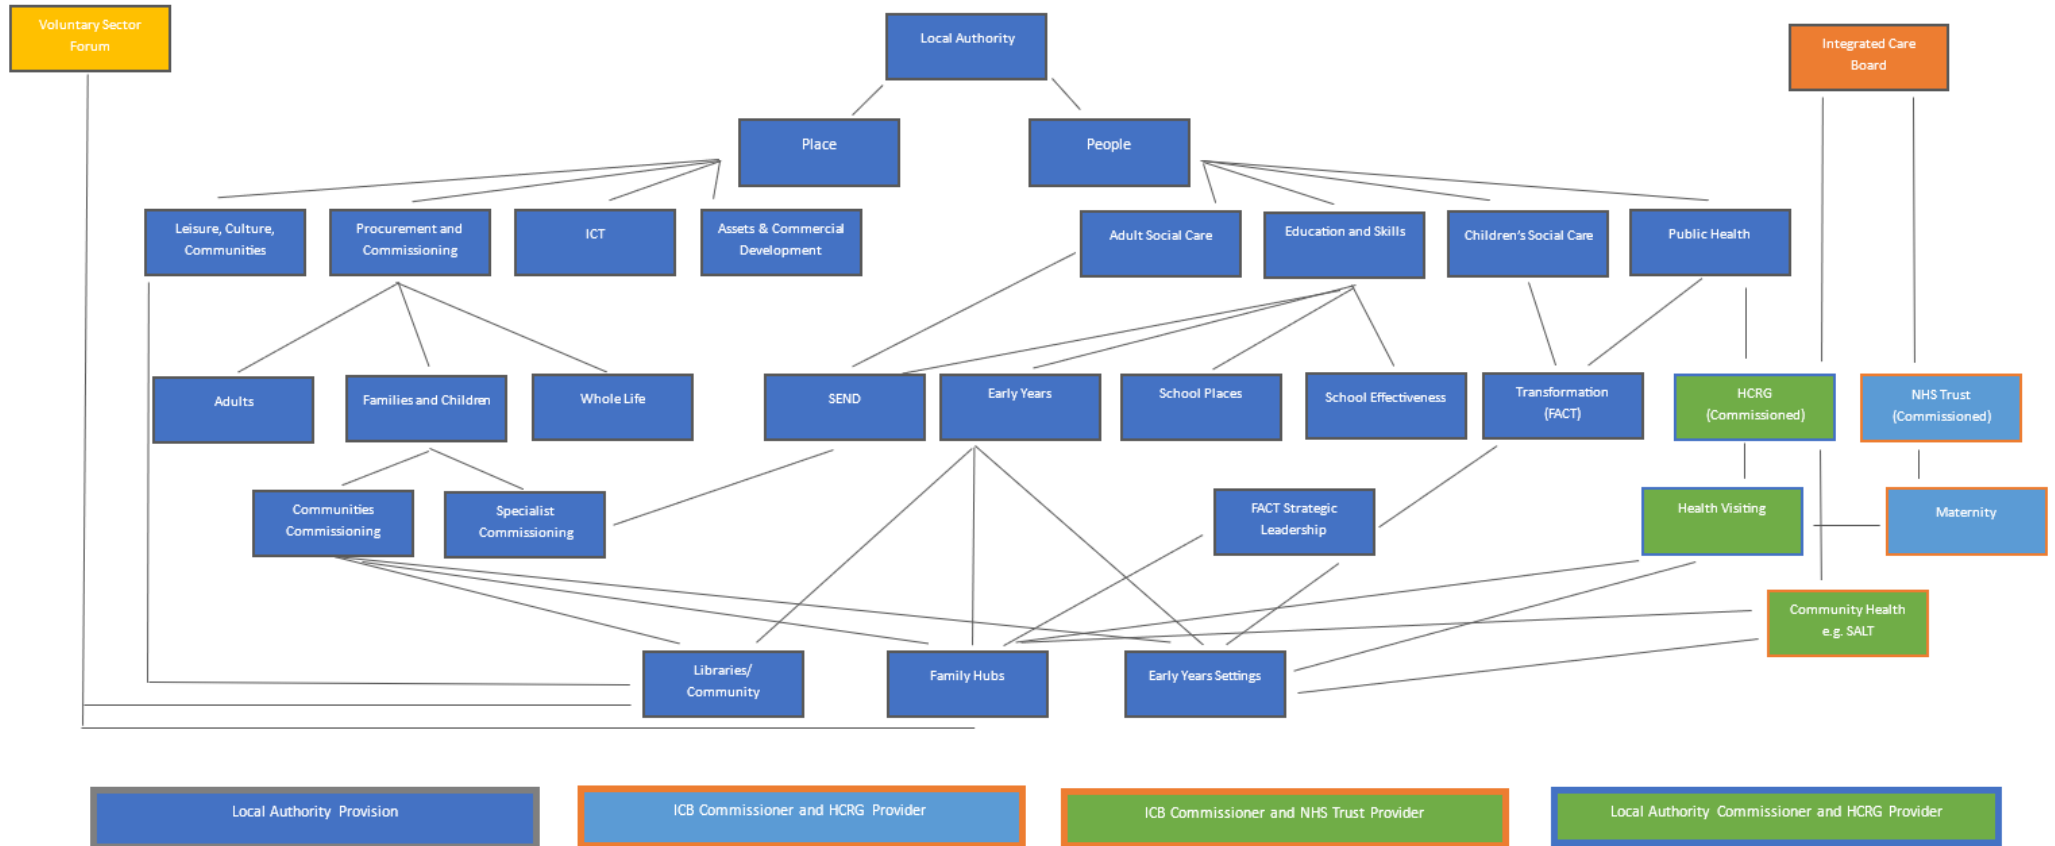 Voluntary Sector
Forum
Local Authority
Integrated Care
Board
Place
People
Leisure, Culture,
Communities
Procurement and
Commissioning
ICT
Assets & Commercial
Development
Adult Social Care
Education and Skills
Children's Social Care
Public Health
Adults
Families and Children
Whole Life
SEND
Early Years
School Places
School Effectiveness
Transformation
(FACT)
HCRG
(Commissioned)
NHS Trust
(Commissioned)
Communities
Commissioning
Specialist
Commissioning
FACT Strategic
Leadership
Health Visiting
Maternity
Community Health
e.g. SALT
Libraries/
Community
Family Hubs
Early Years Settings
Local Authority Provision
ICB Commissioner and HCRG Provider
ICB Commissioner and NHS Trust Provider
Local Authority Commissioner and HCRG Provider